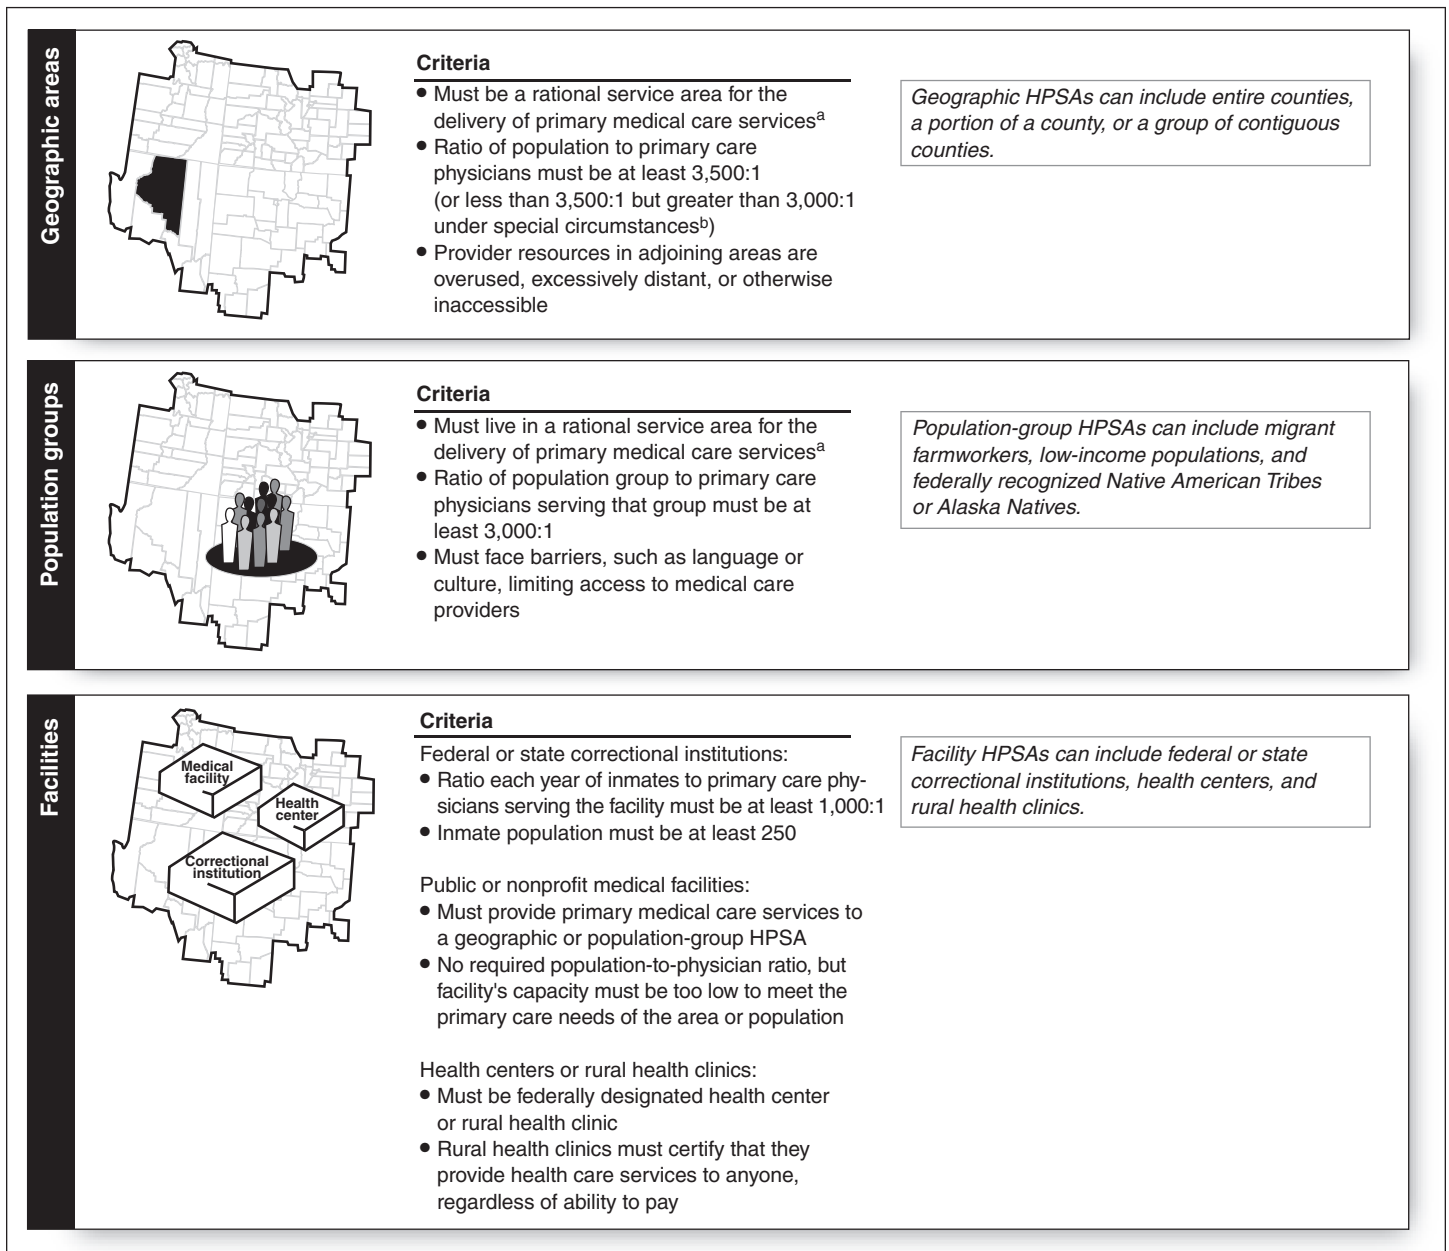 Geographic areas
Criteria
• Must be a rational service area for the
delivery of primary medical care servicesa
• Ratio of population to primary care
physicians must be at least 3,500:1
(or less than 3,500:1 but greater than 3,000:1
under special circumstancesb)
• Provider resources in adjoining areas are
overused, excessively distant, or otherwise
inaccessible
Geographic HPSAs can include entire counties,
a portion of a county, or a group of contiguous
counties.
Population groups
Criteria
• Must live in a rational service area for the
delivery of primary medical care servicesa
• Ratio of population group to primary care
physicians serving that group must be at
least 3,000:1
• Must face barriers, such as language or
culture, limiting access to medical care
providers
Population-group HPSAs can include migrant
farmworkers, low-income populations, and
federally recognized Native American Tribes
or Alaska Natives.
Facilities
Medical
facility
Health
center
Correctional
institution
Criteria
Federal or state correctional institutions:
• Ratio each year of inmates to primary care phy-
sicians serving the facility must be at least 1,000:1
• Inmate population must be at least 250
Public or nonprofit medical facilities:
• Must provide primary medical care services to
a geographic or population-group HPSA
• No required population-to-physician ratio, but
facility's capacity must be too low to meet the
primary care needs of the area or population
Health centers or rural health clinics:
• Must be federally designated health center
or rural health clinic
• Rural health clinics must certify that they
provide health care services to anyone,
regardless of ability to pay
Facility HPSAs can include federal or state
correctional institutions, health centers, and
rural health clinics.